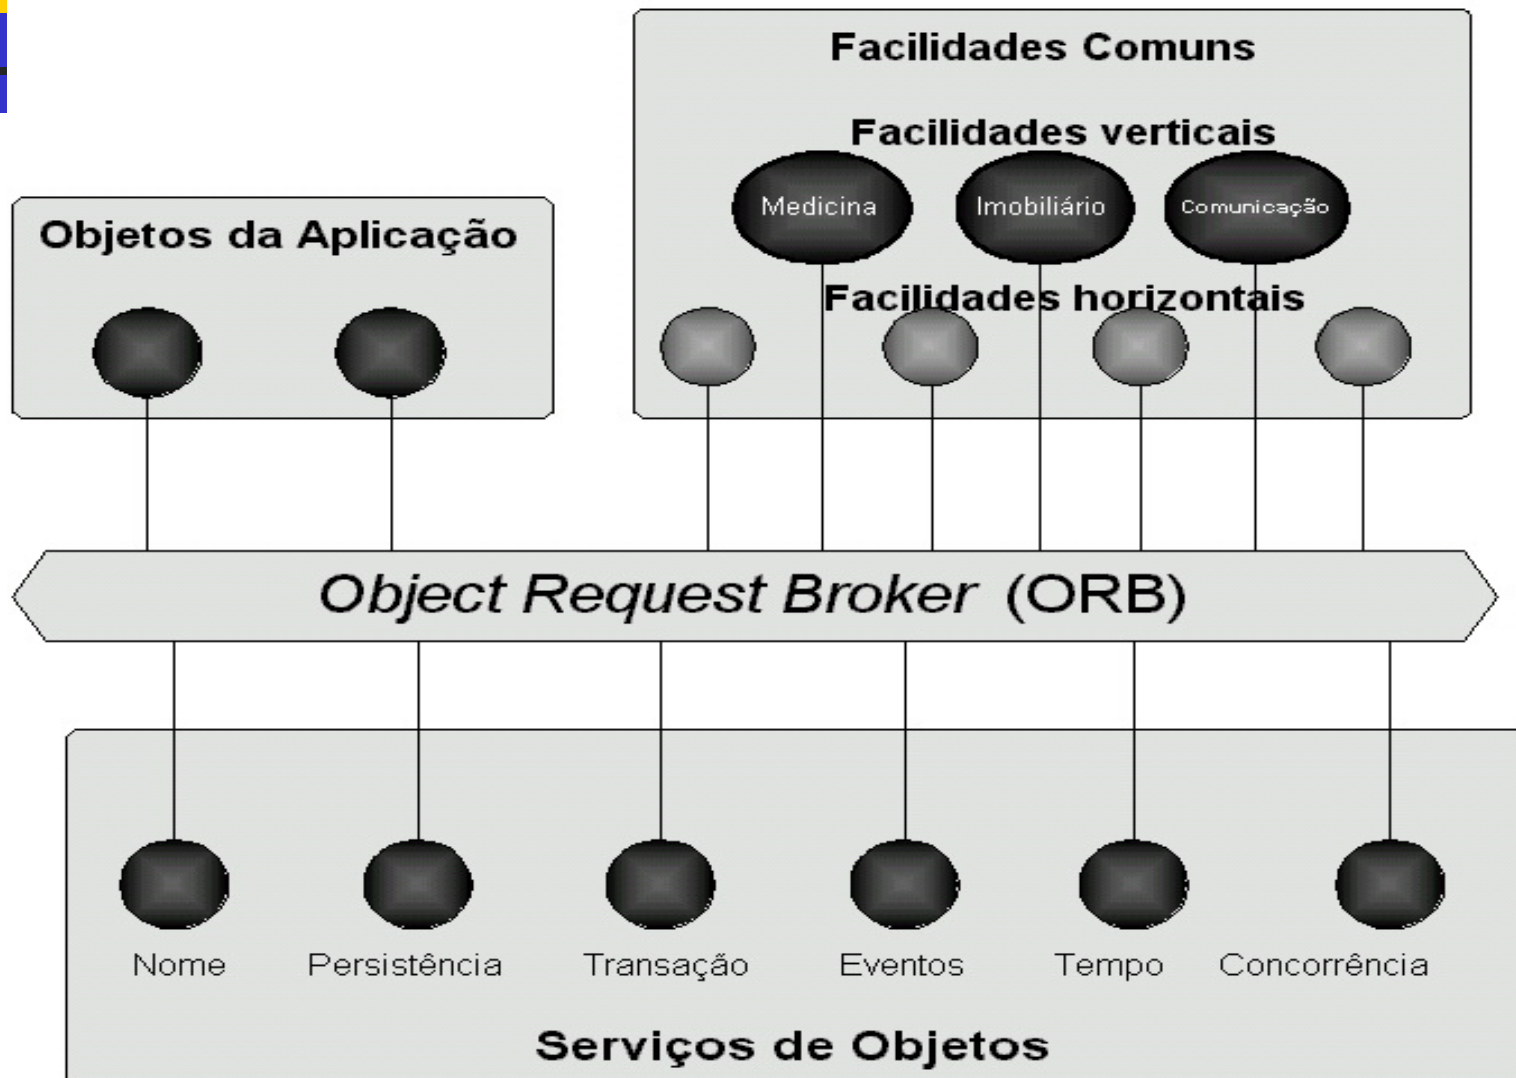 Facilidades Comuns
Facilidades verticais
Medicina
Imobiliário
Comunicação
Objetos da Aplicação
Facilidades horizontais
Object Request Broker (ORB)
Nome
Persistência
Transação
Eventos
Tempo
Concorrência
Serviços de Objetos